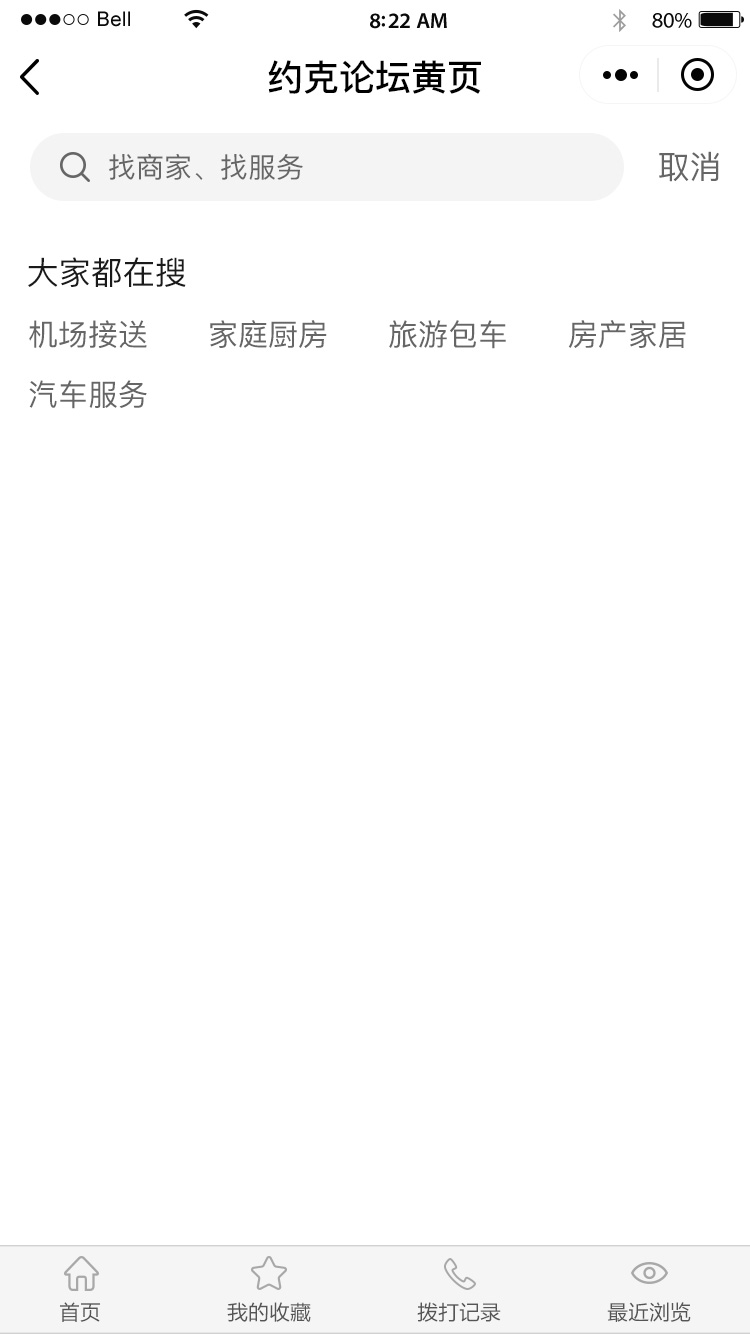 Bell 8:22 AM 80%
约克论坛黄页
找商家、找服务 取消
大家都在搜
机场接送 家庭厨房 旅游包车 房产家居
汽车服务
首页 我的收藏 拨打记录 最近浏览